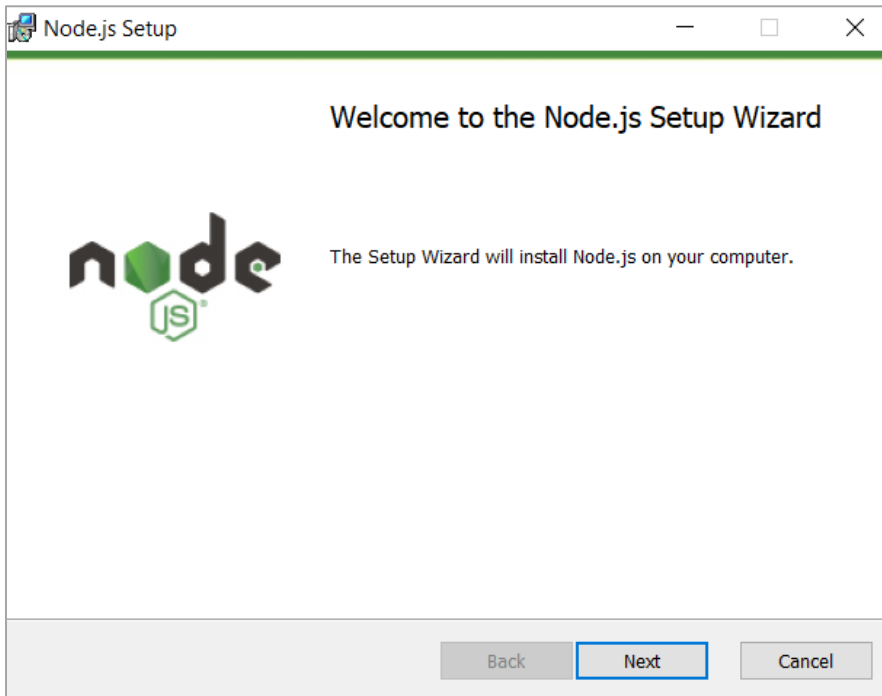 Node.js Setup
Welcome to the Node.js Setup Wizard
node
JS®
The Setup Wizard will install Node.js on your computer.
Back
Next
Cancel